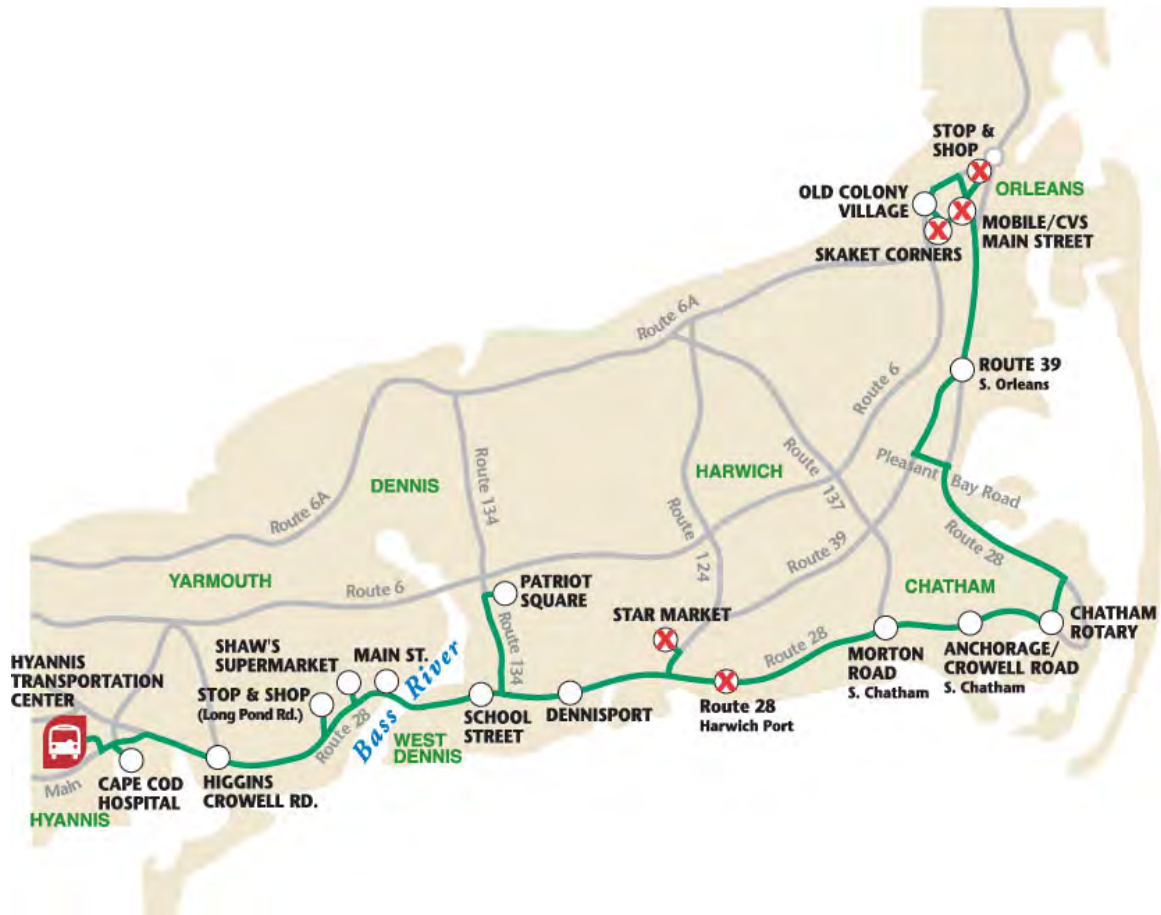 STOP &
SHOP
ORLEANS
OLD COLONY
VILLAGE
MOBILE/CVS
MAIN STREET
SKAKET CORNERS
Route 6A
ROUTE 39
S. Orleans
Route 6
Pleasant Bay Road
HARWICH
DENNIS
Route 134
Route 137
Route 6A
Route 124
Route 39
Route 28
YARMOUTH
Route 6
PATRIOT
SQUARE
CHATHAM
STAR MARKET
CHATHAM
ROTARY
Route 134
Route 28
SHAW'S
SUPERMARKET
MAIN ST.
Bass River
HYANNIS
TRANSPORTATION
CENTER
STOP & SHOP
(Long Pond Rd.)
MORTON
ROAD
S. Chatham
ANCHORAGE/
CROWELL ROAD
S. Chatham
Route 28
SCHOOL
STREET
DENNISPORT
Route 28
Harwich Port
WEST
DENNIS
Main
CAPE COD
HOSPITAL
HIGGINS
CROWELL RD.
HYANNIS
X
X
X
X
X